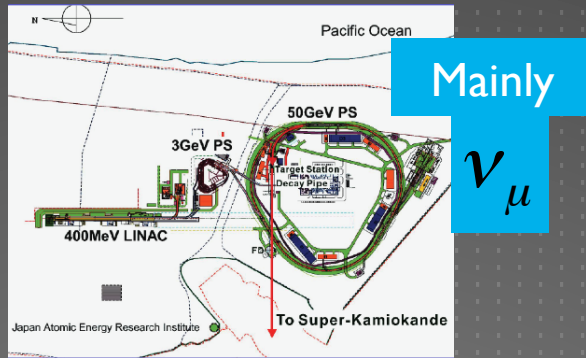 N
Pacific Ocean
Mainly
50GeV PS
3GeV PS
ν_μ
Target Station
Decay Pipe
400MeV LINAC
FD
To Super-Kamiokande
Japan Atomic Energy Research Institute